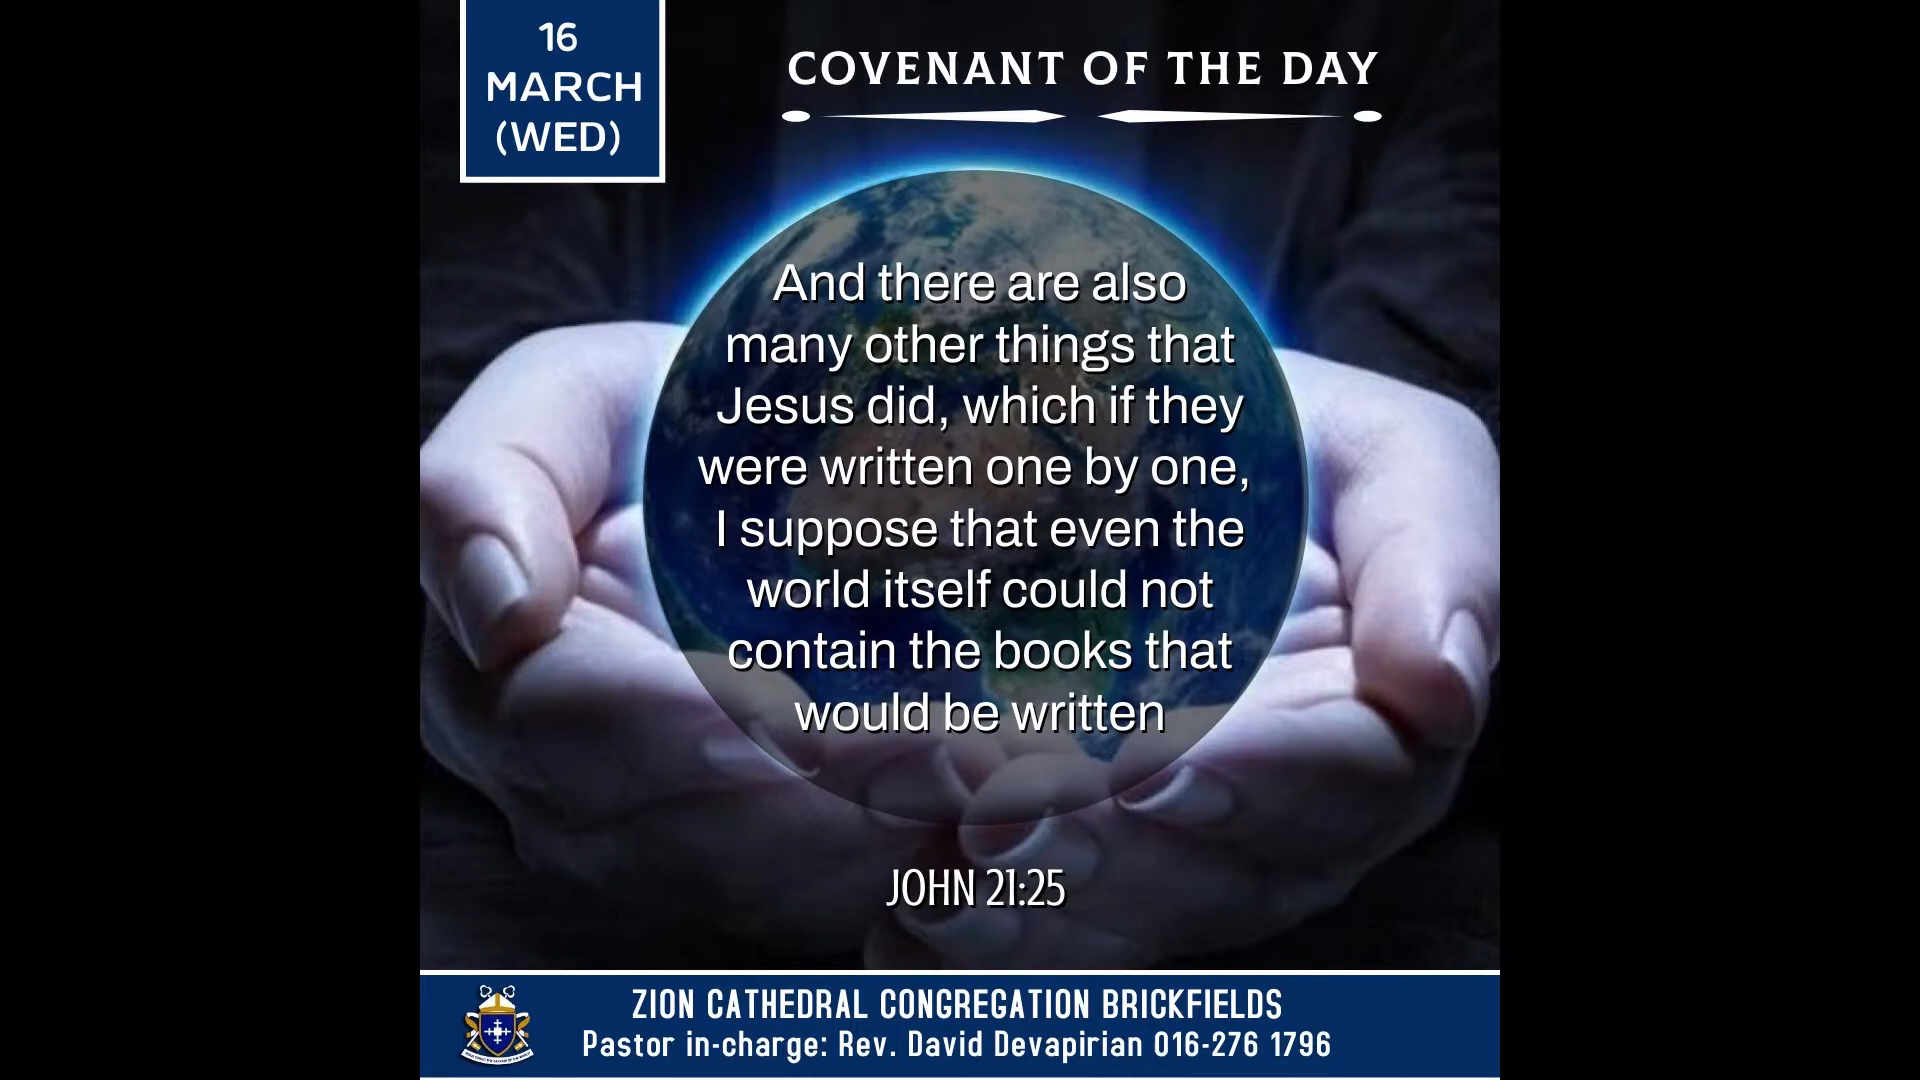 16
MARCH
(WED)
COVENANT OF THE DAY
And there are also
many other things that
Jesus did, which if they
were written one by one,
I suppose that even the
world itself could not
contain the books that
would be written
JOHN 21:25
ZION CATHEDRAL CONGREGATION BRICKFIELDS
Pastor in-charge: Rev. David Devapirian 016-276 1796